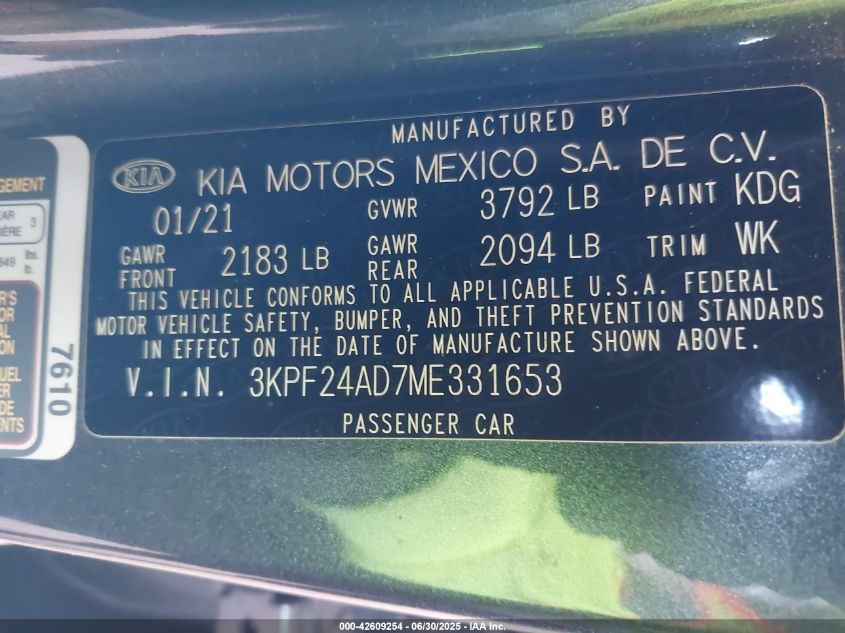 MANUFACTURED BY
KIA KIA MOTORS MEXICO S.A. DE C.V.
01/21 GVWR 3792 LB PAINT KDG
GAWR FRONT 2183 LB GAWR REAR 2094 LB TRIM WK
THIS VEHICLE CONFORMS TO ALL APPLICABLE U.S.A. FEDERAL
MOTOR VEHICLE SAFETY, BUMPER, AND THEFT PREVENTION STANDARDS
IN EFFECT ON THE DATE OF MANUFACTURE SHOWN ABOVE.
V.I.N. 3KPF24AD7ME331653
PASSENGER CAR
3
lbs.
7610
000-42609254 - 06/30/2025 - © IAA Inc.